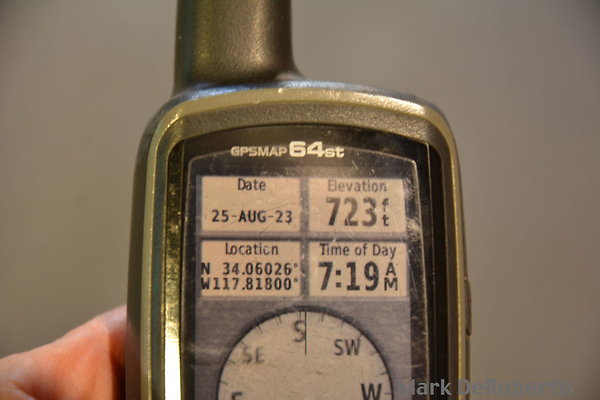 GPSMAP 64st
Date
25-AUG-23
Elevation
723 ft
Location
N 34.06026°
W117.81800°
Time of Day
7:19 AM
S
SE
SW
E
W
Mark DeRoberts